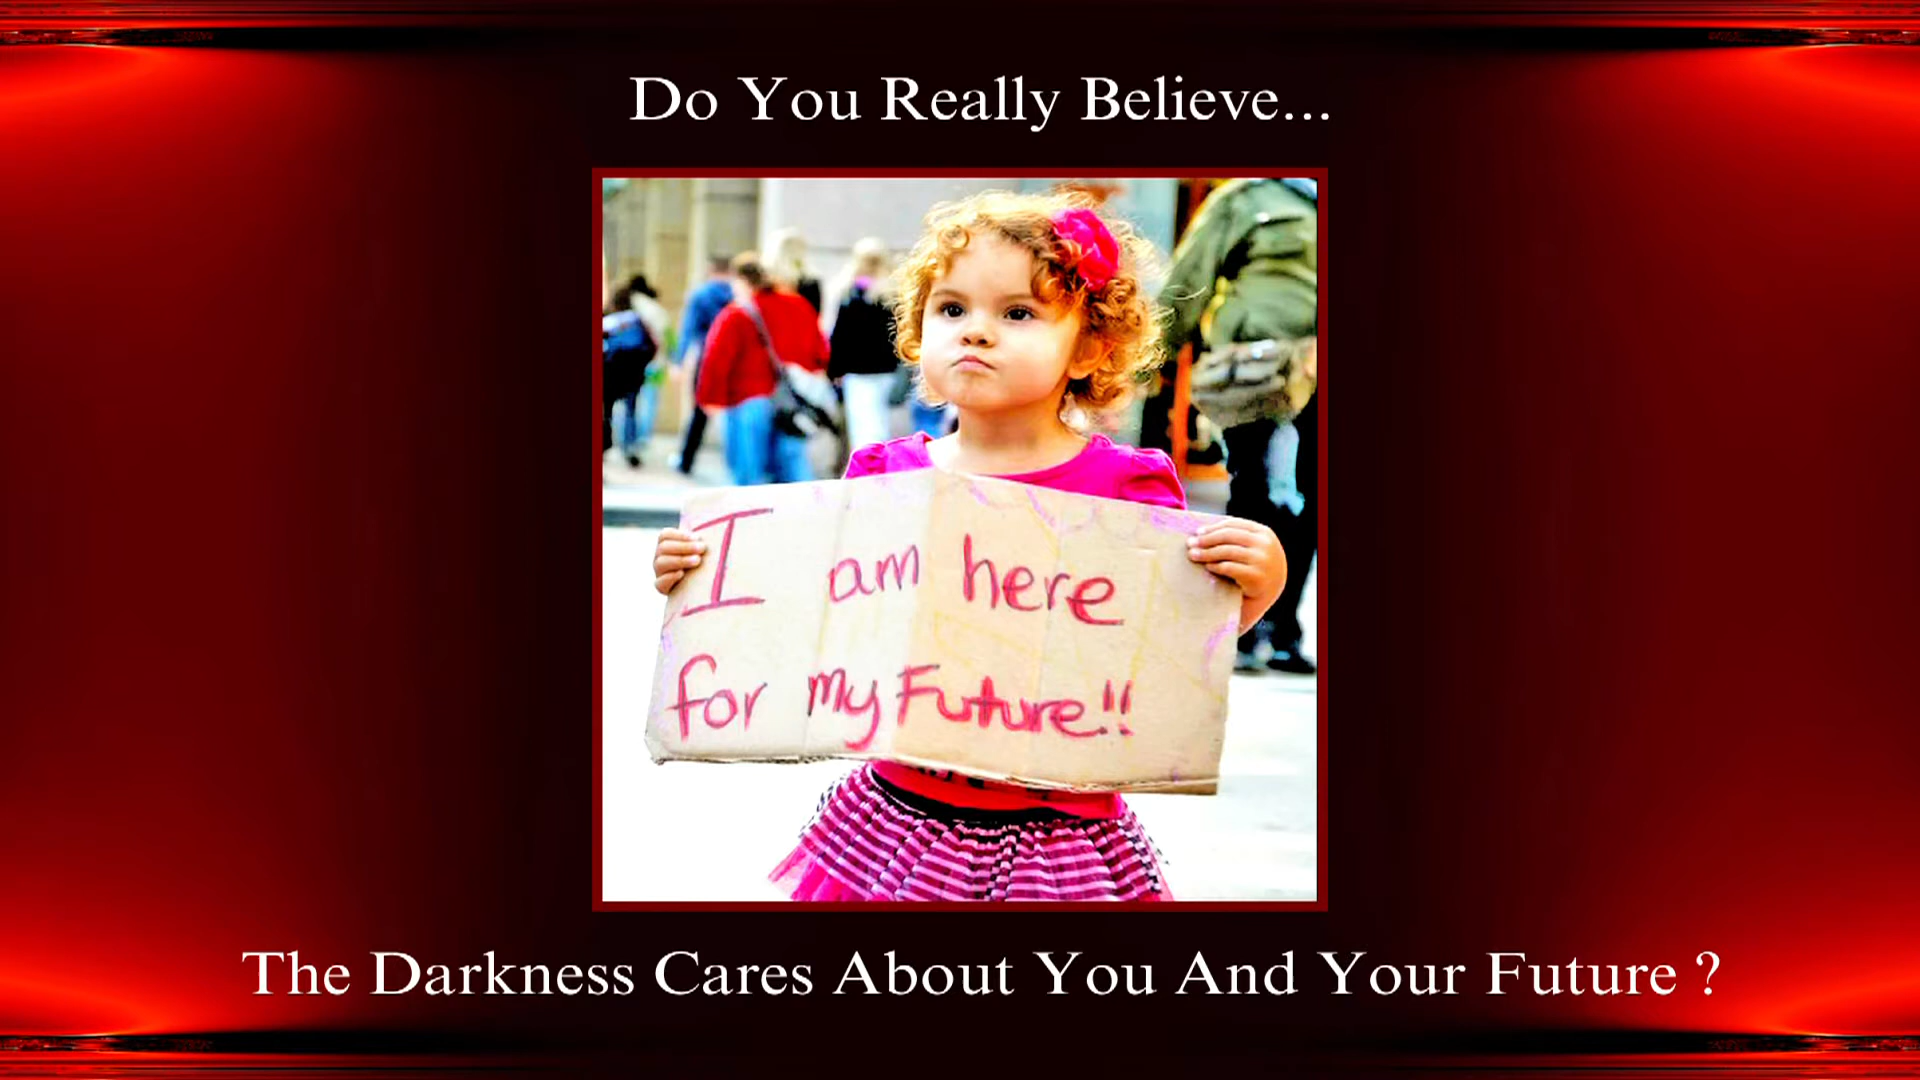 Do You Really Believe...
I am here
for my Future!!
The Darkness Cares About You And Your Future ?